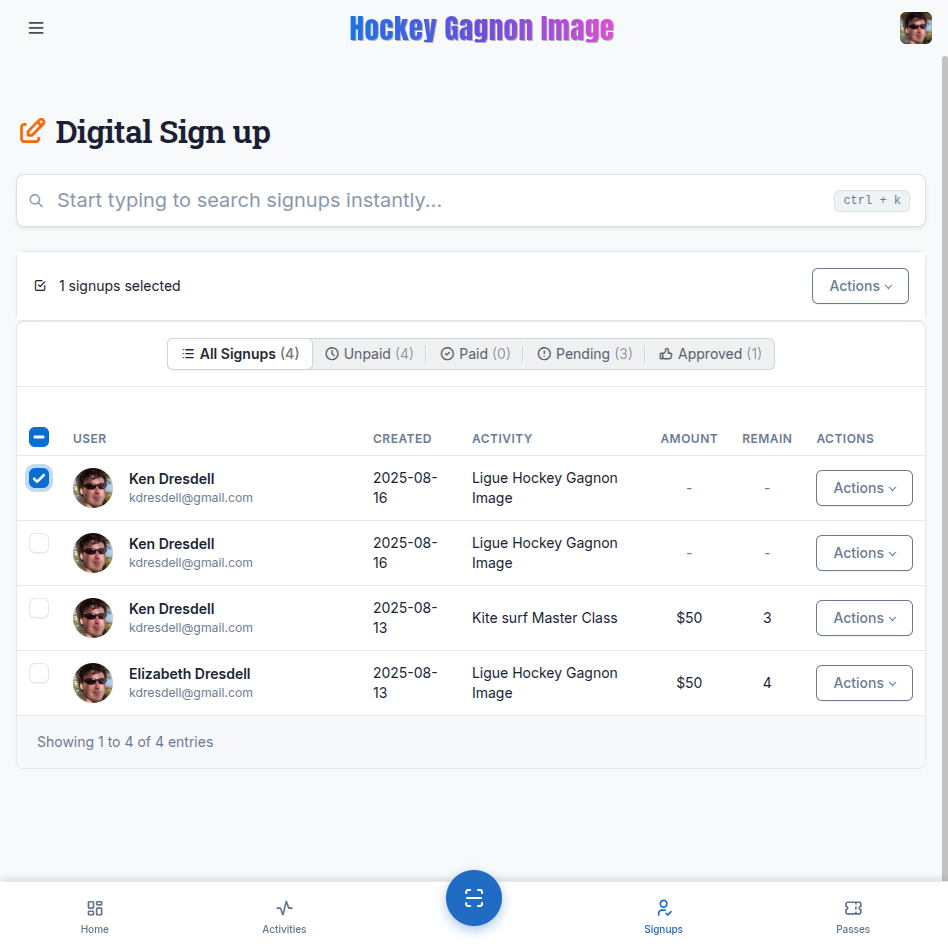 Hockey Gagnon Image
Digital Sign up
Start typing to search signups instantly... ctrl + k
1 signups selected Actions
All Signups (4) Unpaid (4) Paid (0) Pending (3) Approved (1)
USER CREATED ACTIVITY AMOUNT REMAIN ACTIONS
Ken Dresdell
kdresdell@gmail.com
2025-08-
16
Ligue Hockey Gagnon
Image
- - Actions
Ken Dresdell
kdresdell@gmail.com
2025-08-
16
Ligue Hockey Gagnon
Image
- - Actions
Ken Dresdell
kdresdell@gmail.com
2025-08-
13
Kite surf Master Class
$50 3 Actions
Elizabeth Dresdell
kdresdell@gmail.com
2025-08-
13
Ligue Hockey Gagnon
Image
$50 4 Actions
Showing 1 to 4 of 4 entries
Home Activities Signups Passes